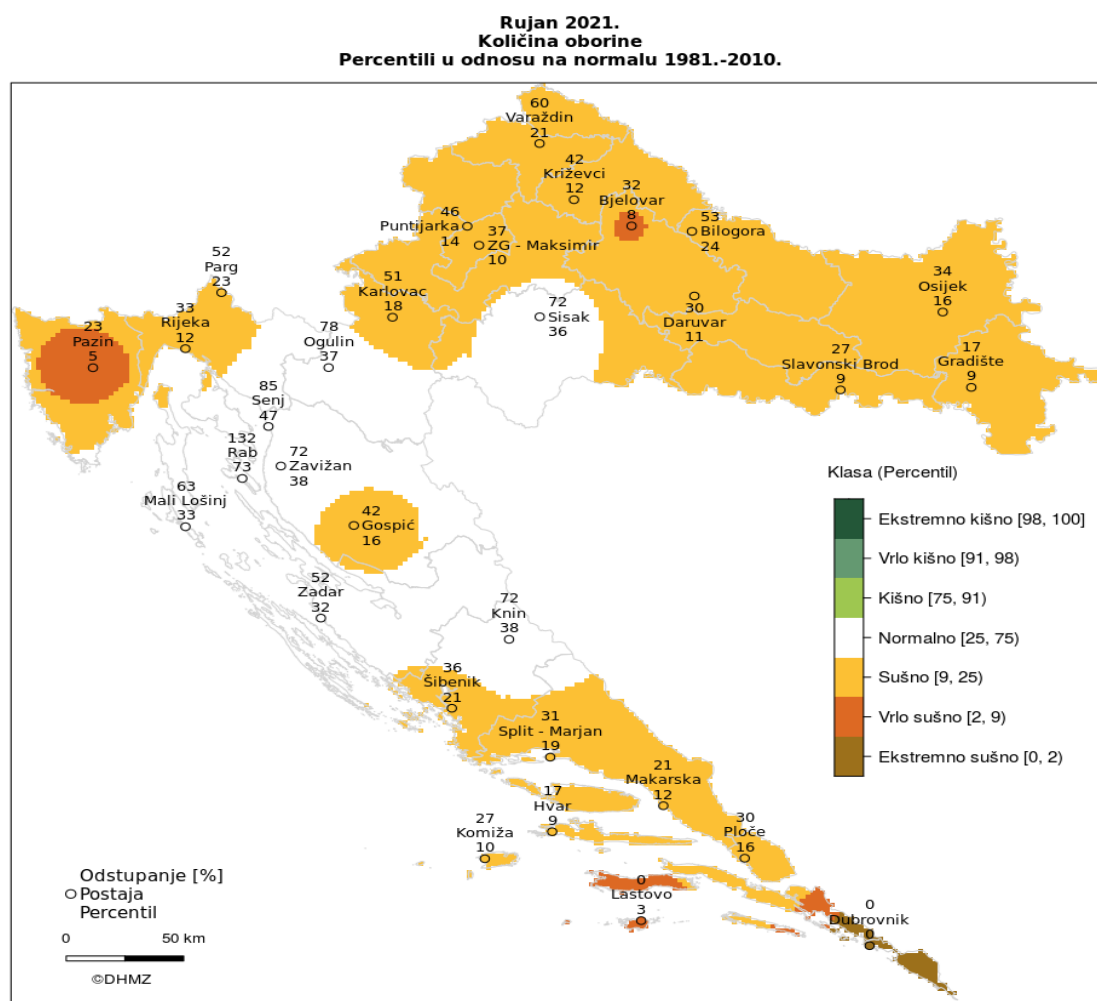 Rujan 2021.
Količina oborine
Percentili u odnosu na normalu 1981.-2010.
60
Varaždin
21
42
Križevci
12
32
Bjelovar
8
46
Puntijarka
14
37
ZG - Maksimir
10
53
Bilogora
24
52
Parg
23
51
Karlovac
18
34
Osijek
16
33
Rijeka
12
72
Sisak
36
30
Daruvar
11
23
Pazin
5
78
Ogulin
37
27
Slavonski Brod
9
17
Gradište
9
85
Senj
47
132
Rab
73
72
Zavižan
38
63
Mali Lošinj
33
42
Gospić
16
52
Zadar
32
72
Knin
38
36
Šibenik
21
31
Split - Marjan
19
21
Makarska
12
17
Hvar
9
27
Komiža
10
30
Ploče
16
0
Lastovo
3
0
Dubrovnik
0
Klasa (Percentil)
Ekstremno kišno [98, 100]
Vrlo kišno [91, 98)
Kišno [75, 91)
Normalno [25, 75)
Sušno [9, 25)
Vrlo sušno [2, 9)
Ekstremno sušno [0, 2)
Odstupanje [%]
Postaja
Percentil
0 50 km
©DHMZ